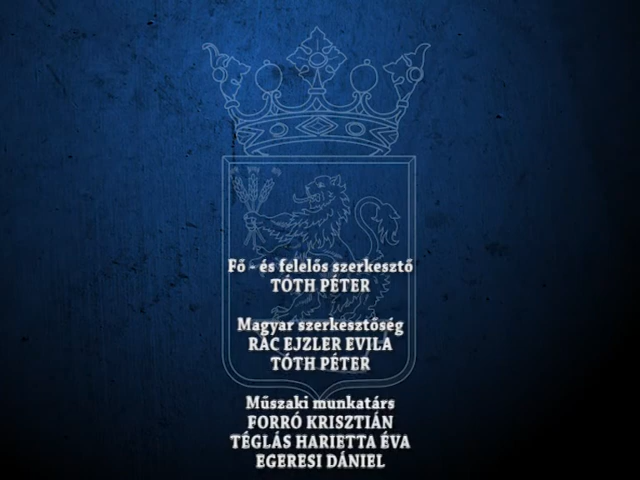 Fő - és felelős szerkesztő
TÓTH PÉTER
Magyar szerkesztőség
RÁC EJZLER EVILA
TÓTH PÉTER
Műszaki munkatárs
FORRÓ KRISZTIÁN
TÉGLÁS HARIETTA ÉVA
EGERESI DÁNIEL